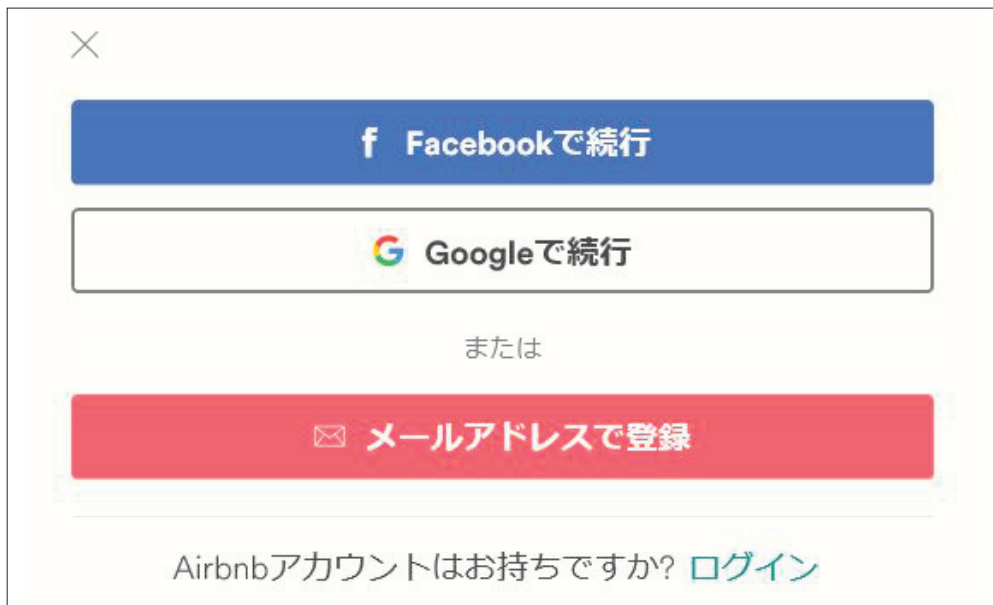 Facebookで続行
Googleで続行
または
メールアドレスで登録
Airbnbアカウントはお持ちですか? ログイン